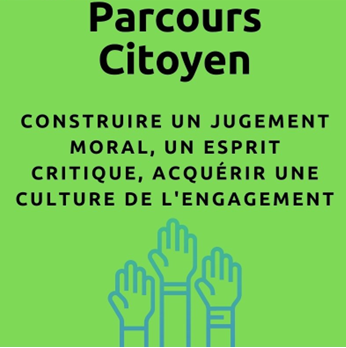 Parcours
Citoyen
CONSTRUIRE UN JUGEMENT
MORAL, UN ESPRIT
CRITIQUE, ACQUÉRIR UNE
CULTURE DE L'ENGAGEMENT